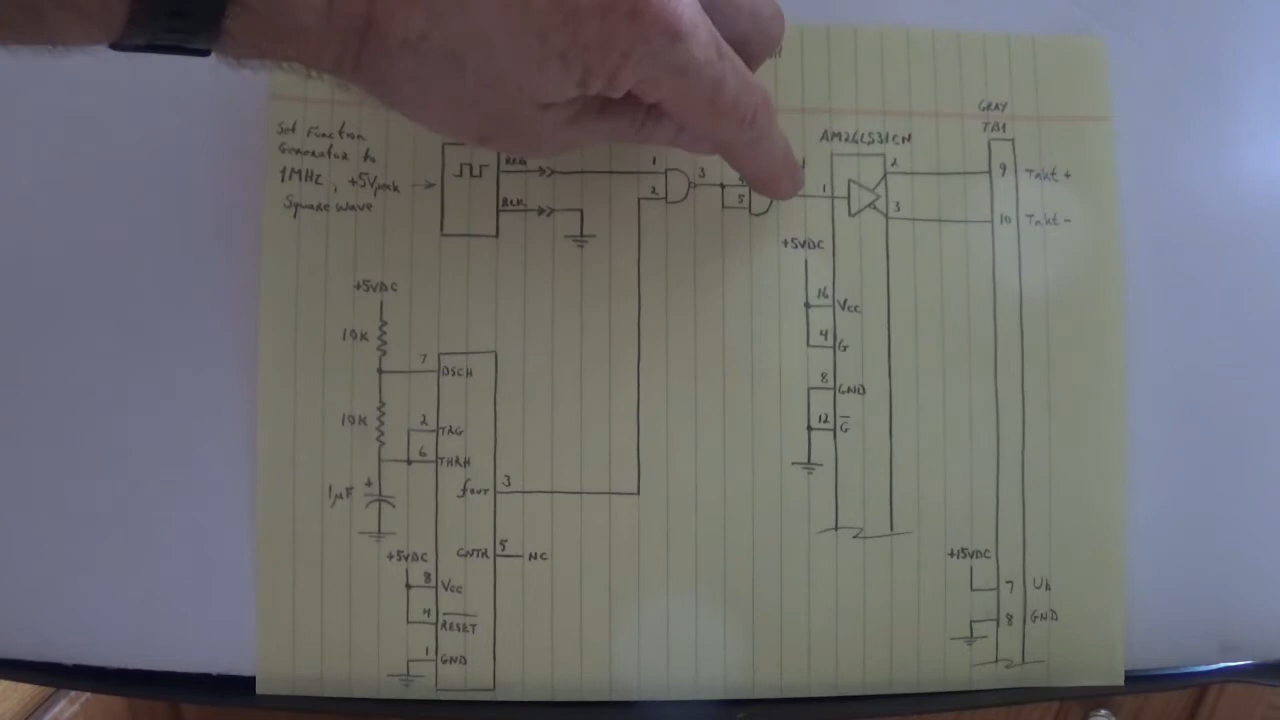 Set Function
Generator to
1MHz, +5Vpeak
Square wave
RED
BLK
1
2
3
4
5
1
AM26LS31CN
2
3
GRAY
TB1
9 Takt+
10 Takt-
+5VDC
16 Vcc
4 G
8 GND
12 G
+5VDC
10K
7 DSCH
10K
2 TRG
6 THRH
+
1µF
fout 3
CNTR 5 NC
+5VDC
8 Vcc
4 RESET
1 GND
+15VDC
7 Ub
8 GND